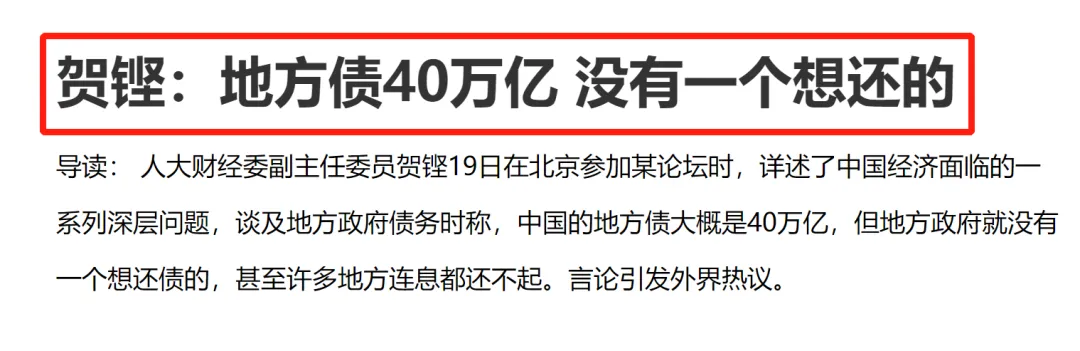 贺铿：地方债40万亿 没有一个想还的
导读： 人大财经委副主任委员贺铿19日在北京参加某论坛时，详述了中国经济面临的一
系列深层问题，谈及地方政府债务时称，中国的地方债大概是40万亿，但地方政府就没有
一个想还债的，甚至许多地方连息都还不起。言论引发外界热议。